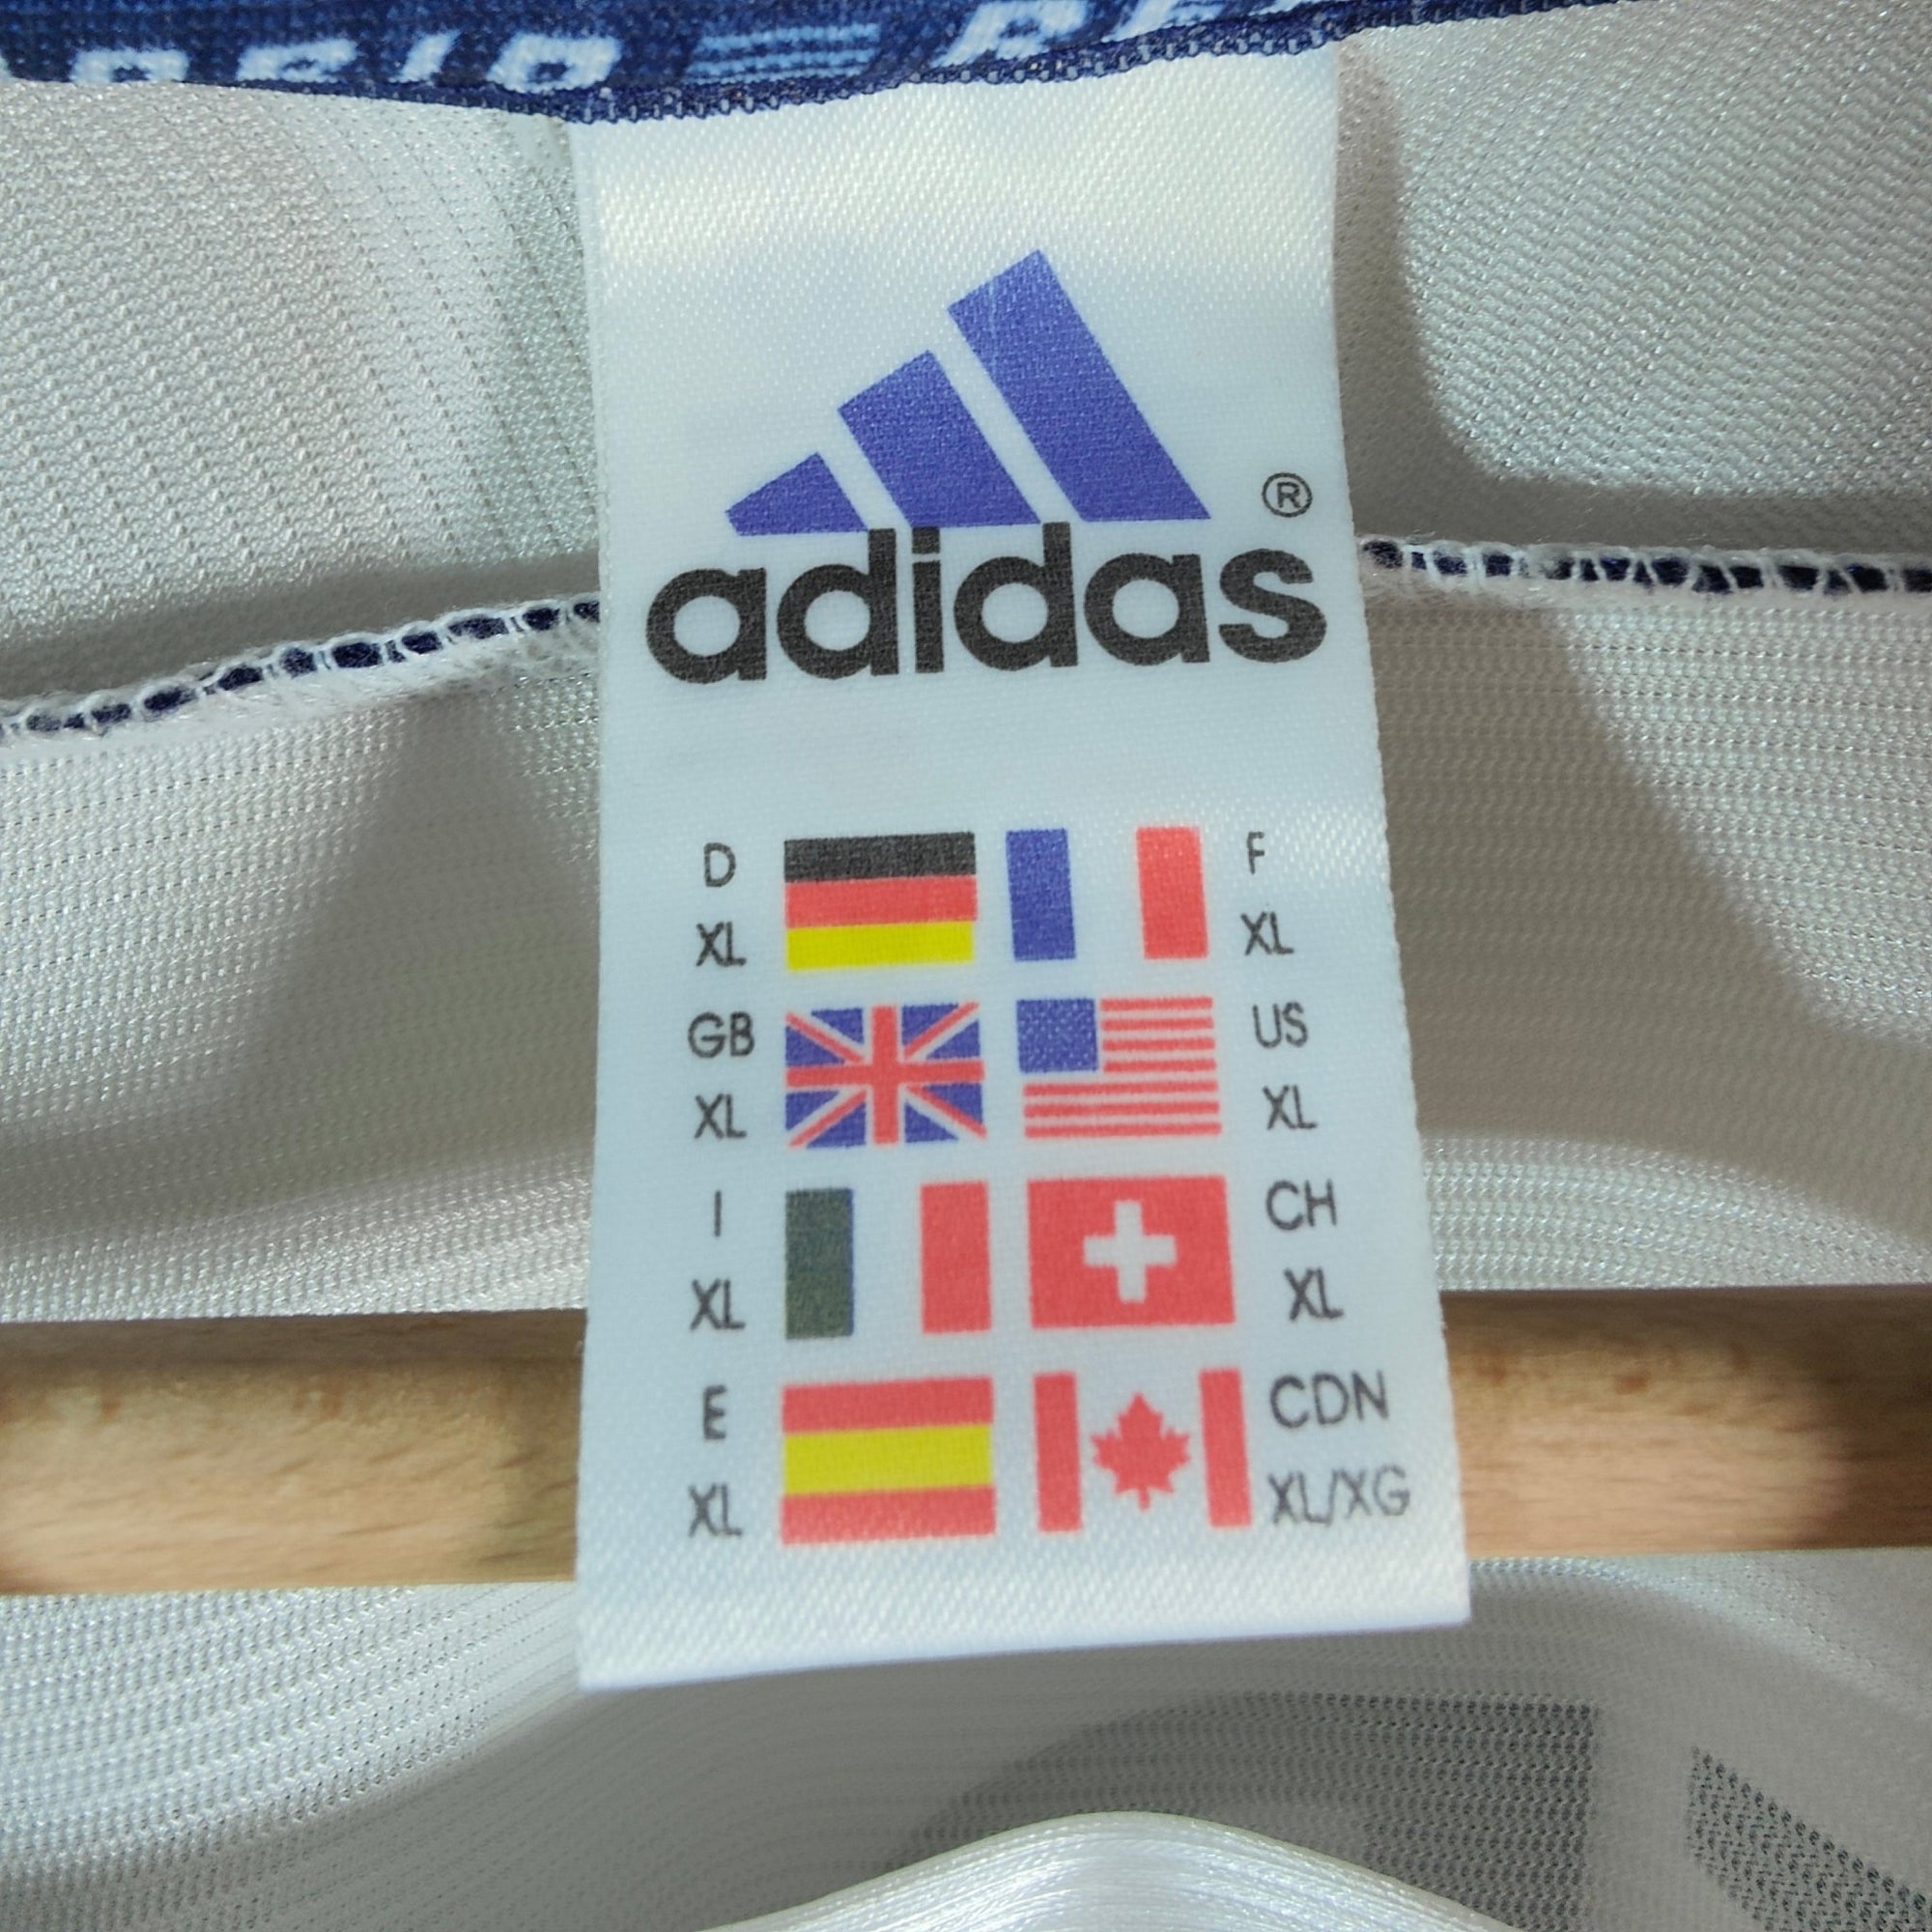 ®
adidas
D F
XL XL
GB US
XL XL
I CH
XL XL
E CDN
XL XL/XG